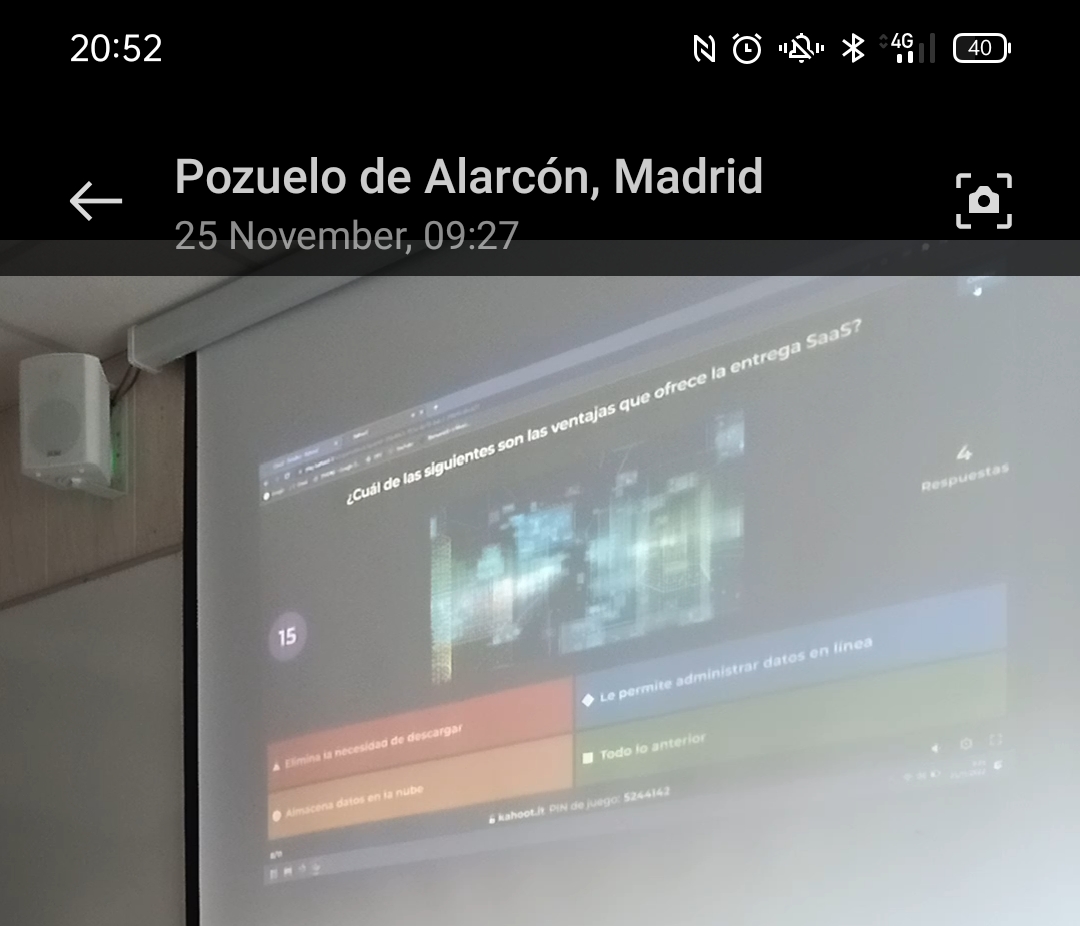 20:52
4G
40
Pozuelo de Alarcón, Madrid
25 November, 09:27
¿Cuál de las siguientes son las ventajas que ofrece la entrega SaaS?
4
Respuestas
15
Elimina la necesidad de descargar
Le permite administrar datos en línea
Almacena datos en la nube
Todo lo anterior
kahoot.it PIN de juego: 5244142